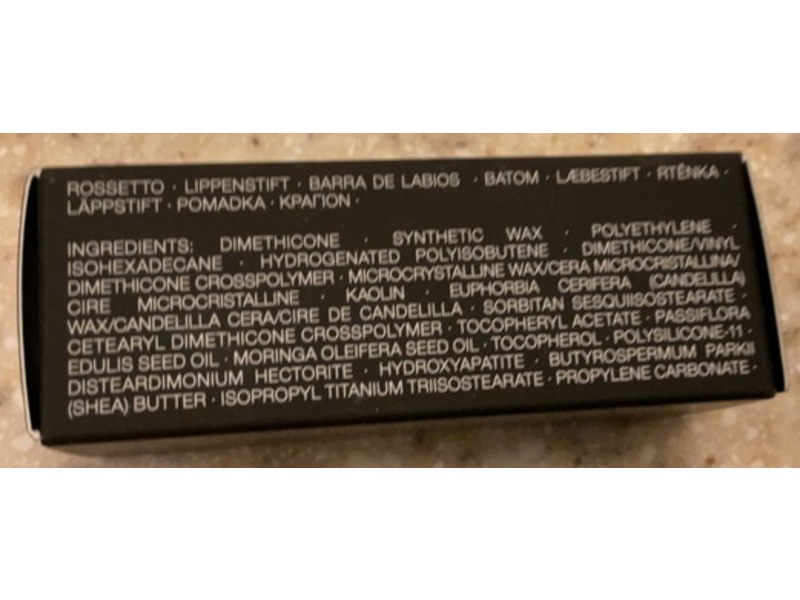 ROSSETTO · LIPPENSTIFT · BARRA DE LABIOS · BATOM · LÆBESTIFT · RTĚNKA ·
LÄPPSTIFT · POMADKA · ΚΡΑΓΙΟΝ ·
INGREDIENTS: DIMETHICONE · SYNTHETIC WAX · POLYETHYLENE ·
ISOHEXADECANE · HYDROGENATED POLYISOBUTENE · DIMETHICONE/VINYL
DIMETHICONE CROSSPOLYMER · MICROCRYSTALLINE WAX/CERA MICROCRISTALLINA/
CIRE MICROCRISTALLINE · KAOLIN · EUPHORBIA CERIFERA (CANDELILLA)
WAX/CANDELILLA CERA/CIRE DE CANDELILLA · SORBITAN SESQUIISOSTEARATE ·
CETEARYL DIMETHICONE CROSSPOLYMER · TOCOPHERYL ACETATE · PASSIFLORA
EDULIS SEED OIL · MORINGA OLEIFERA SEED OIL · TOCOPHEROL · POLYSILICONE-11 ·
DISTEARDIMONIUM HECTORITE · HYDROXYAPATITE · BUTYROSPERMUM PARKII
(SHEA) BUTTER · ISOPROPYL TITANIUM TRIISOSTEARATE · PROPYLENE CARBONATE ·